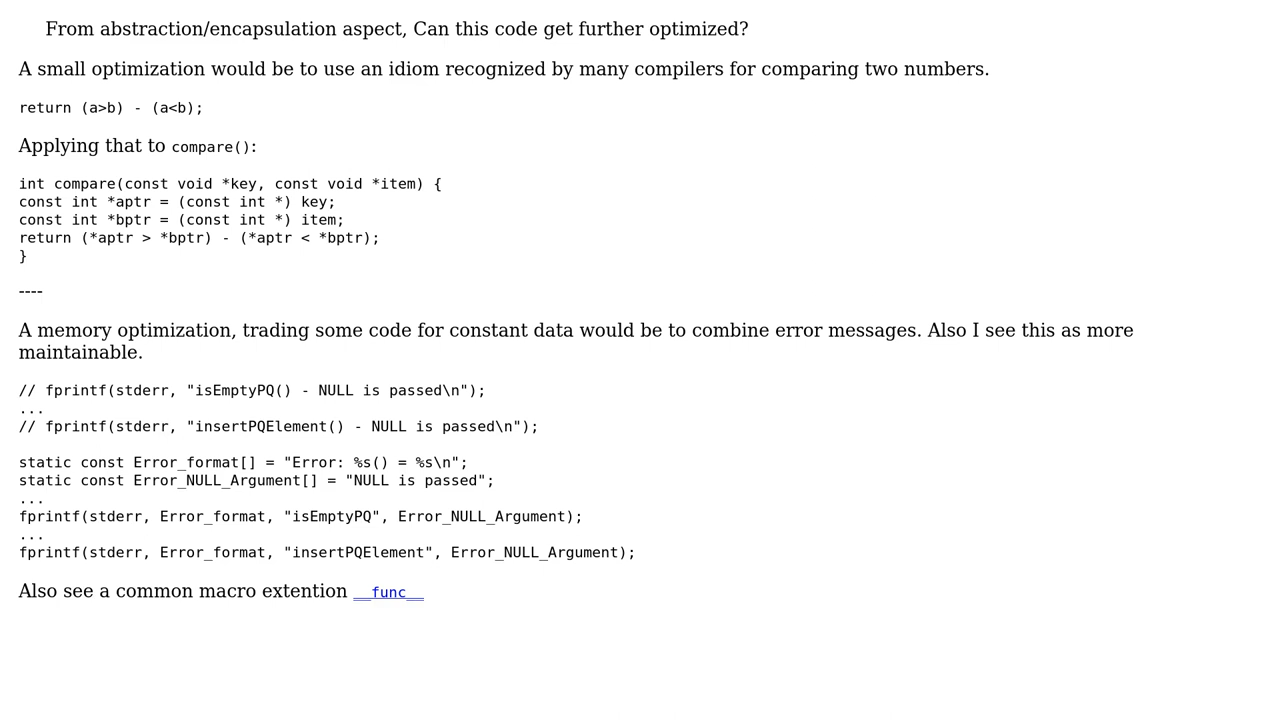 From abstraction/encapsulation aspect, Can this code get further optimized?
A small optimization would be to use an idiom recognized by many compilers for comparing two numbers.
return (a>b) - (a<b);
Applying that to compare():
int compare(const void *key, const void *item) {
const int *aptr = (const int *) key;
const int *bptr = (const int *) item;
return (*aptr > *bptr) - (*aptr < *bptr);
}
----
A memory optimization, trading some code for constant data would be to combine error messages. Also I see this as more
maintainable.
// fprintf(stderr, "isEmptyPQ() - NULL is passed\n");
...
// fprintf(stderr, "insertPQElement() - NULL is passed\n");
static const Error_format[] = "Error: %s() = %s\n";
static const Error_NULL_Argument[] = "NULL is passed";
...
fprintf(stderr, Error_format, "isEmptyPQ", Error_NULL_Argument);
...
fprintf(stderr, Error_format, "insertPQElement", Error_NULL_Argument);
Also see a common macro extention __func__